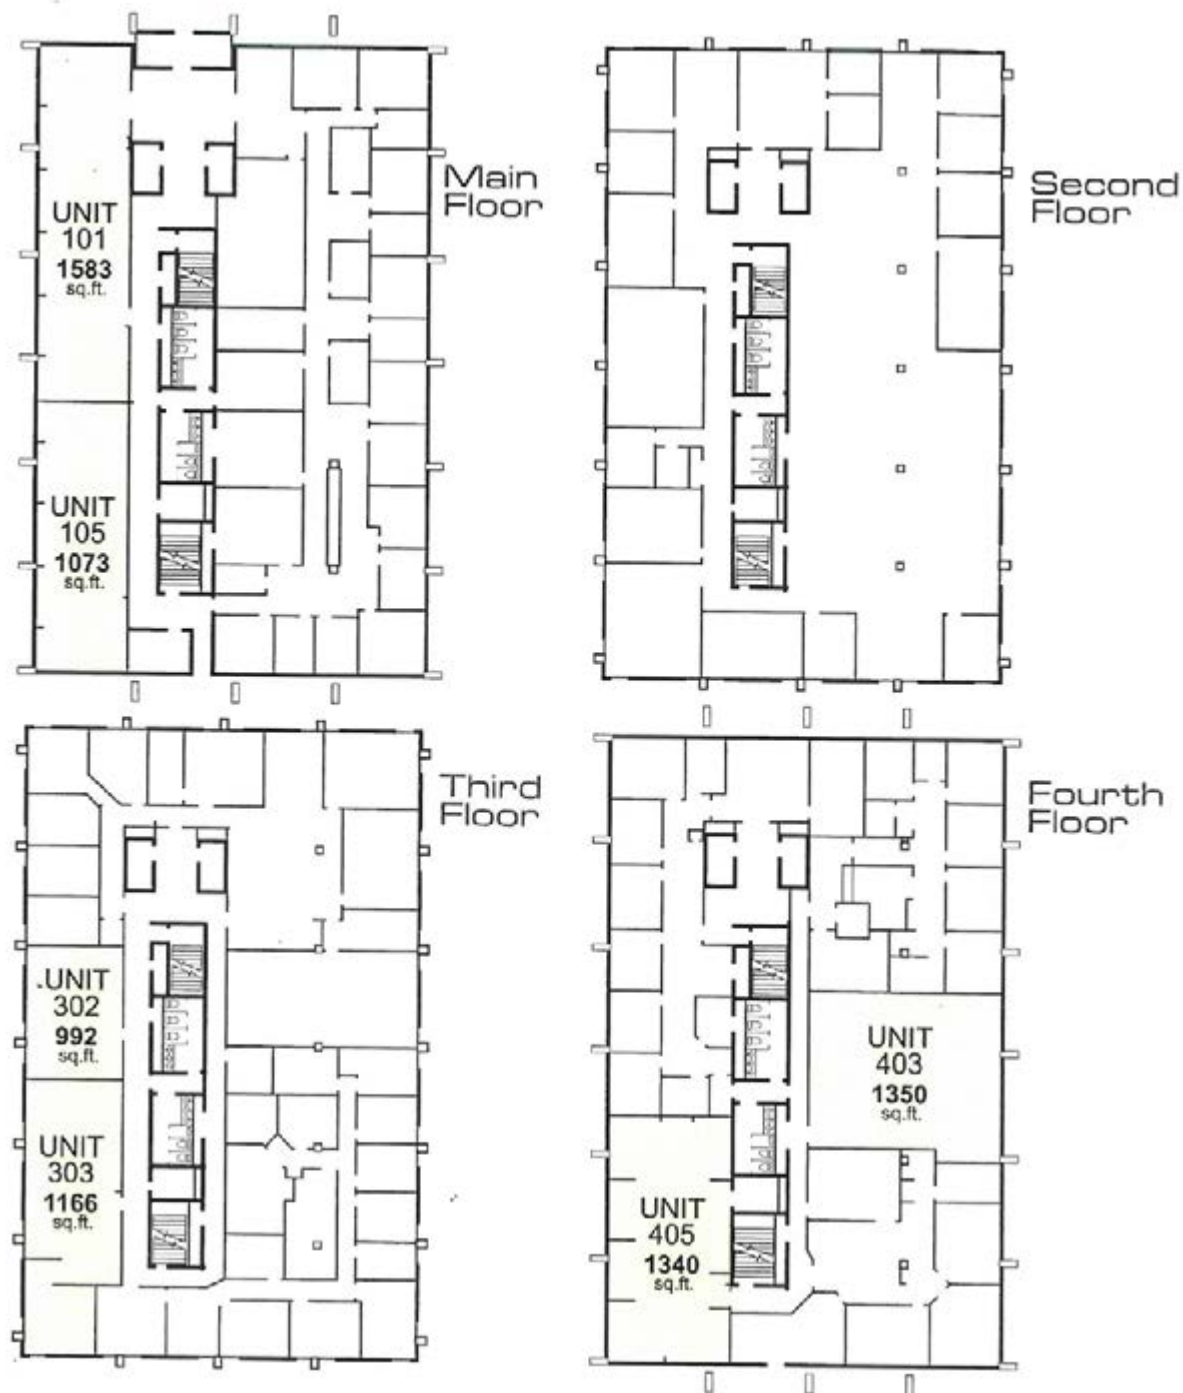 Main
Floor
UNIT
101
1583
sq.ft.
UNIT
105
1073
sq.ft.
Second
Floor
Third
Floor
UNIT
302
992
sq.ft.
UNIT
303
1166
sq.ft.
Fourth
Floor
UNIT
403
1350
sq.ft.
UNIT
405
1340
sq.ft.